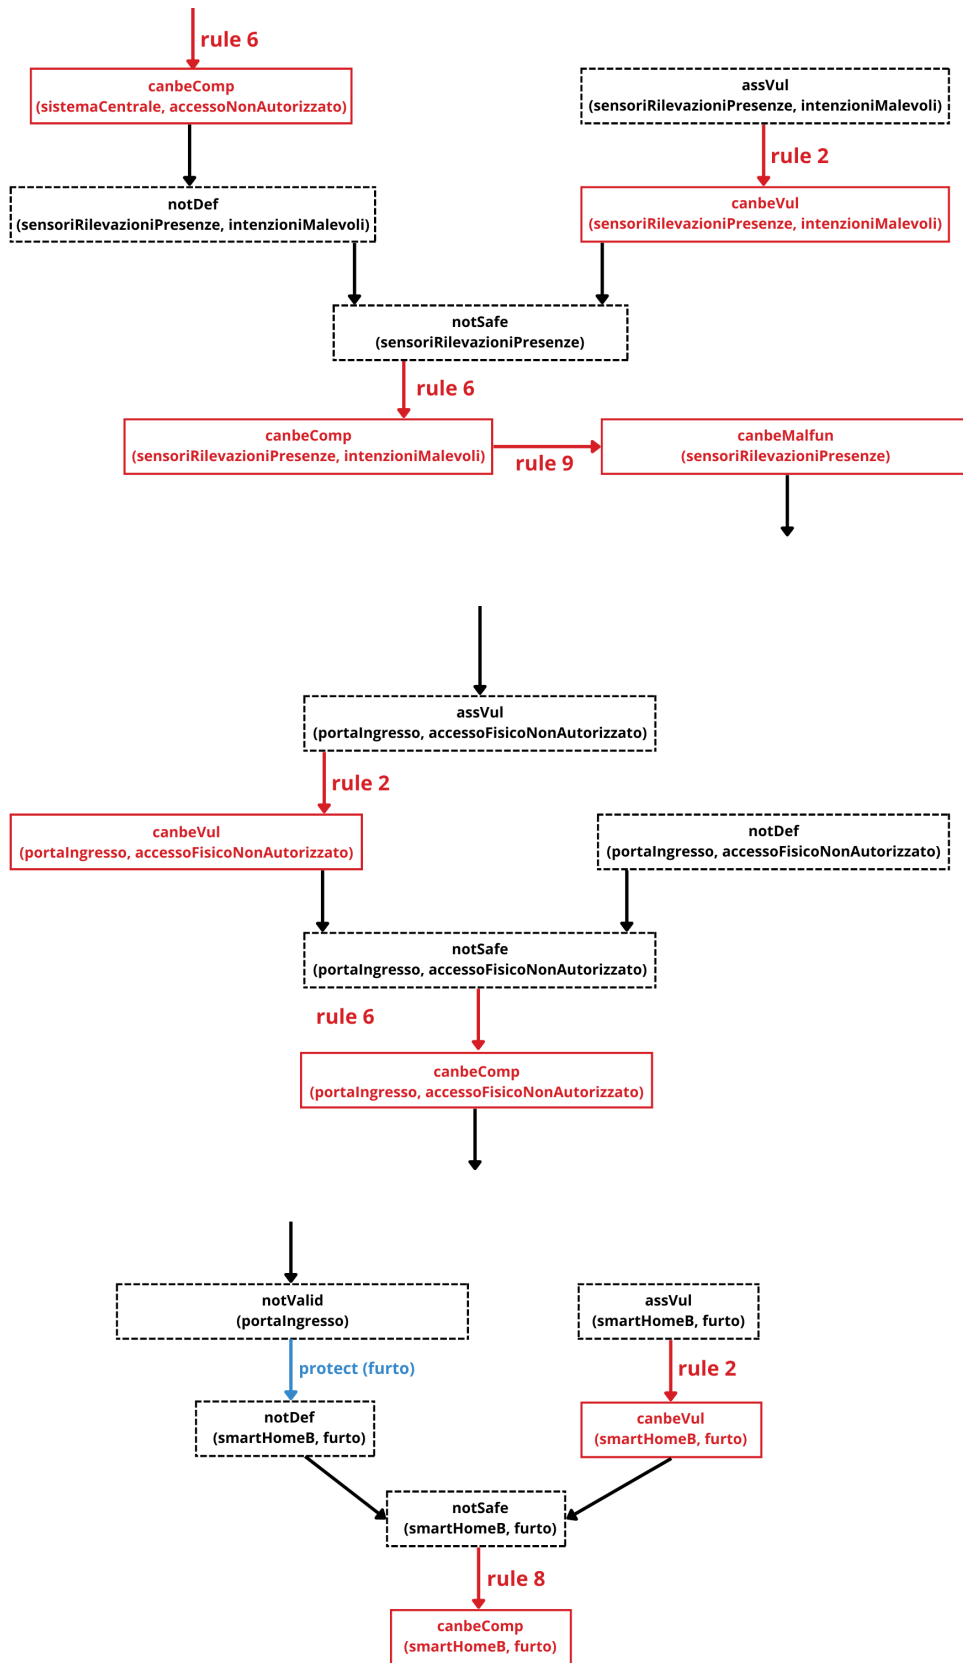 rule 6
canbeComp
(sistemaCentrale, accessoNonAutorizzato)
assVul
(sensoriRilevazioniPresenze, intenzioniMalevoli)
rule 2
notDef
(sensoriRilevazioniPresenze, intenzioniMalevoli)
canbeVul
(sensoriRilevazioniPresenze, intenzioniMalevoli)
notSafe
(sensoriRilevazioniPresenze)
rule 6
canbeComp
(sensoriRilevazioniPresenze, intenzioniMalevoli)
rule 9
canbeMalfun
(sensoriRilevazioniPresenze)
assVul
(portaIngresso, accessoFisicoNonAutorizzato)
rule 2
canbeVul
(portaIngresso, accessoFisicoNonAutorizzato)
notDef
(portaIngresso, accessoFisicoNonAutorizzato)
notSafe
(portaIngresso, accessoFisicoNonAutorizzato)
rule 6
canbeComp
(portaIngresso, accessoFisicoNonAutorizzato)
notValid
(portaIngresso)
assVul
(smartHomeB, furto)
protect (furto)
rule 2
notDef
(smartHomeB, furto)
canbeVul
(smartHomeB, furto)
notSafe
(smartHomeB, furto)
rule 8
canbeComp
(smartHomeB, furto)